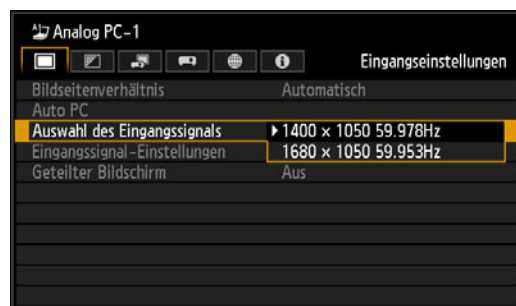 Analog PC-1
Eingangseinstellungen
Bildseitenverhältnis Automatisch
Auto PC
Auswahl des Eingangssignals 1400 × 1050 59.978Hz
Eingangssignal-Einstellungen 1680 × 1050 59.953Hz
Geteilter Bildschirm Aus